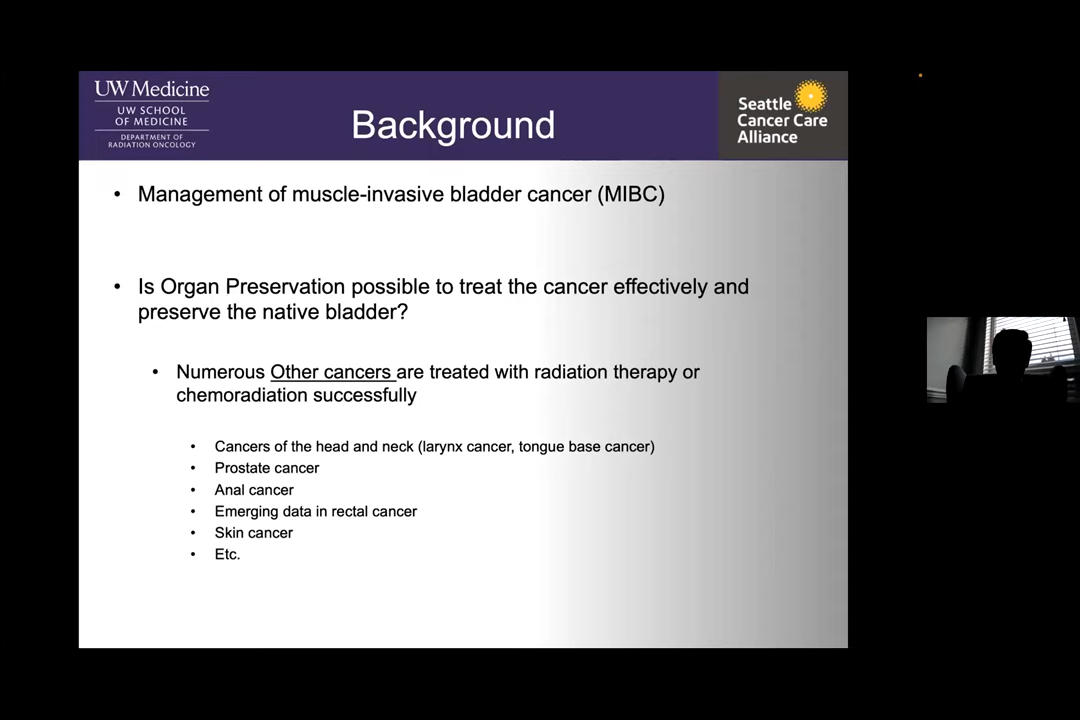 UW Medicine
UW SCHOOL
OF MEDICINE
DEPARTMENT OF
RADIATION ONCOLOGY
Background
Seattle
Cancer Care
Alliance
• Management of muscle-invasive bladder cancer (MIBC)
• Is Organ Preservation possible to treat the cancer effectively and
preserve the native bladder?
• Numerous Other cancers are treated with radiation therapy or
chemoradiation successfully
• Cancers of the head and neck (larynx cancer, tongue base cancer)
• Prostate cancer
• Anal cancer
• Emerging data in rectal cancer
• Skin cancer
• Etc.